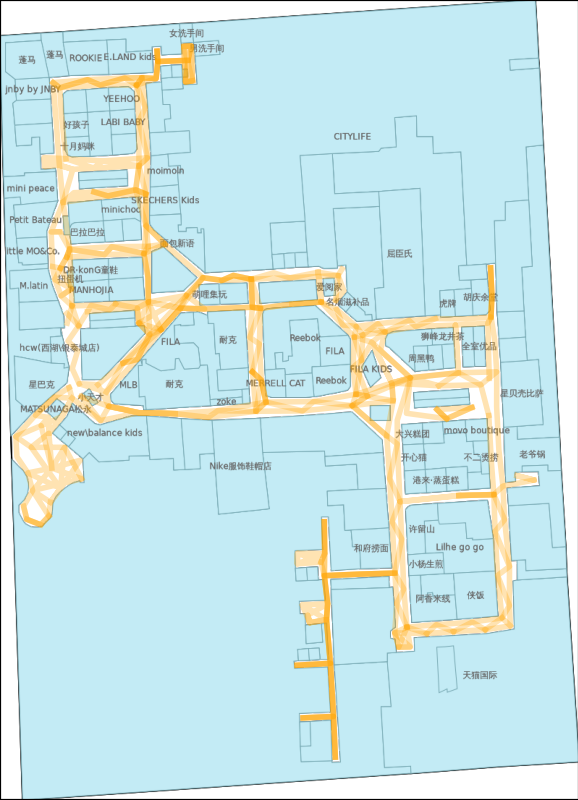 女洗手间
男洗手间
蓬马
蓬马
ROOKIE
E.LAND kids
jnby by JNBY
YEEHOO
好孩子
LABI BABY
CITYLIFE
十月妈咪
moimoln
mini peace
SKECHERS Kids
minichoc
Petit Bateau
巴拉巴拉
面包新语
ittle MO&Co.
屈臣氏
DR-konG童鞋
扭蛋机
M.latin
MANHOJIA
萌哩集玩
爱阅家
名烟滋补品
胡庆余堂
虎牌
FILA
耐克
Reebok
狮峰龙井茶
hcw(西湖银泰城店)
FILA
全室优品
周黑鸭
FILA KIDS
星巴克
MLB
耐克
MERRELL CAT
Reebok
小天才
星贝壳比萨
MATSUNAGA松永
zoke
new\balance kids
大兴糕团
movo boutique
开心猫
不二烫捞
老爷锅
Nike服饰鞋帽店
港来·蒸蛋糕
许留山
和府捞面
Lilhe go go
小杨生煎
阿香米线
侠饭
天猫国际